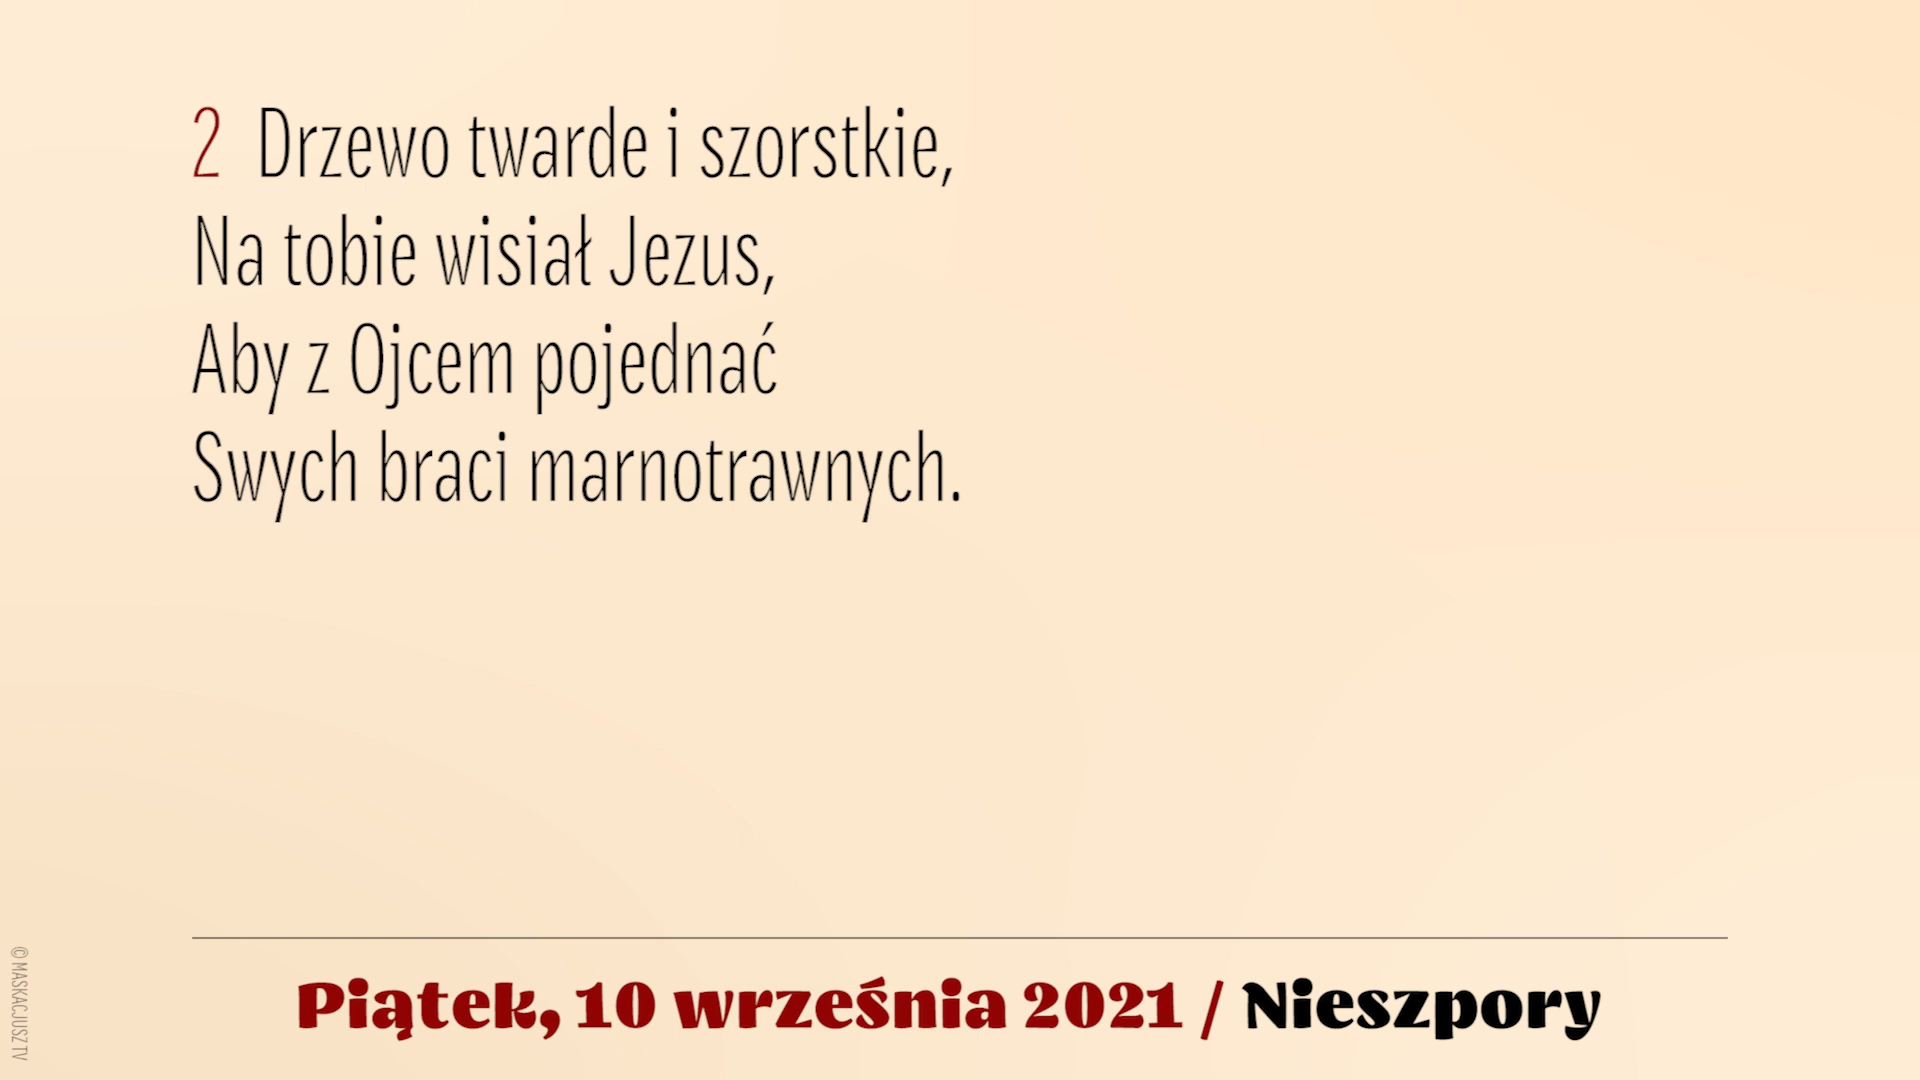 2 Drzewo twarde i szorstkie,
Na tobie wisiał Jezus,
Aby z Ojcem pojednać
Swych braci marnotrawnych.
Piątek, 10 września 2021 / Nieszpory
© MASKACJUSZ TV